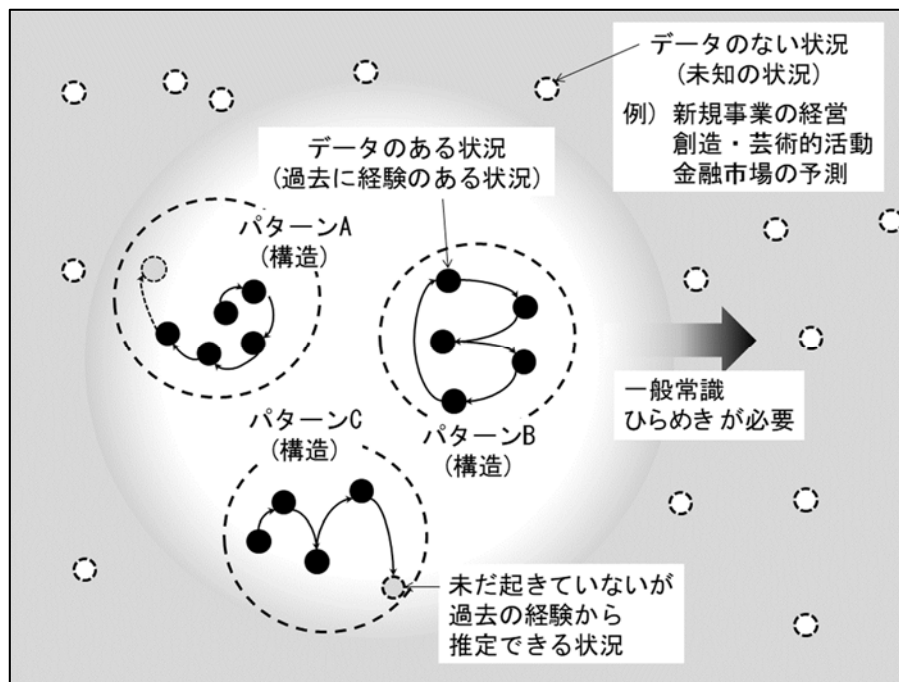 データのない状況
(未知の状況)
例) 新規事業の経営
創造・芸術的活動
金融市場の予測
データのある状況
(過去に経験のある状況)
パターンA
(構造)
パターンB
(構造)
一般常識
ひらめきが必要
パターンC
(構造)
未だ起きていないが
過去の経験から
推定できる状況